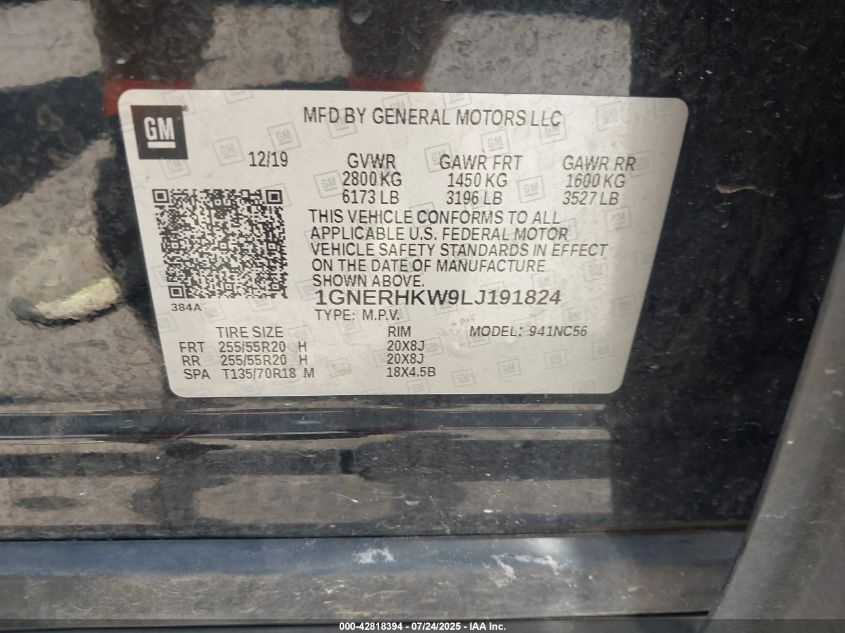 GM
MFD BY GENERAL MOTORS LLC
12/19 GVWR GAWR FRT GAWR RR
2800 KG 1450 KG 1600 KG
6173 LB 3196 LB 3527 LB
THIS VEHICLE CONFORMS TO ALL
APPLICABLE U.S. FEDERAL MOTOR
VEHICLE SAFETY STANDARDS IN EFFECT
ON THE DATE OF MANUFACTURE
SHOWN ABOVE.
384A
1GNERHKW9LJ191824
TYPE: M.P.V.
TIRE SIZE RIM MODEL: 941NC56
FRT 255/55R20 H 20X8J
RR 255/55R20 H 20X8J
SPA T135/70R18 M 18X4.5B
000-42818394 - 07/24/2025 - IAA Inc.